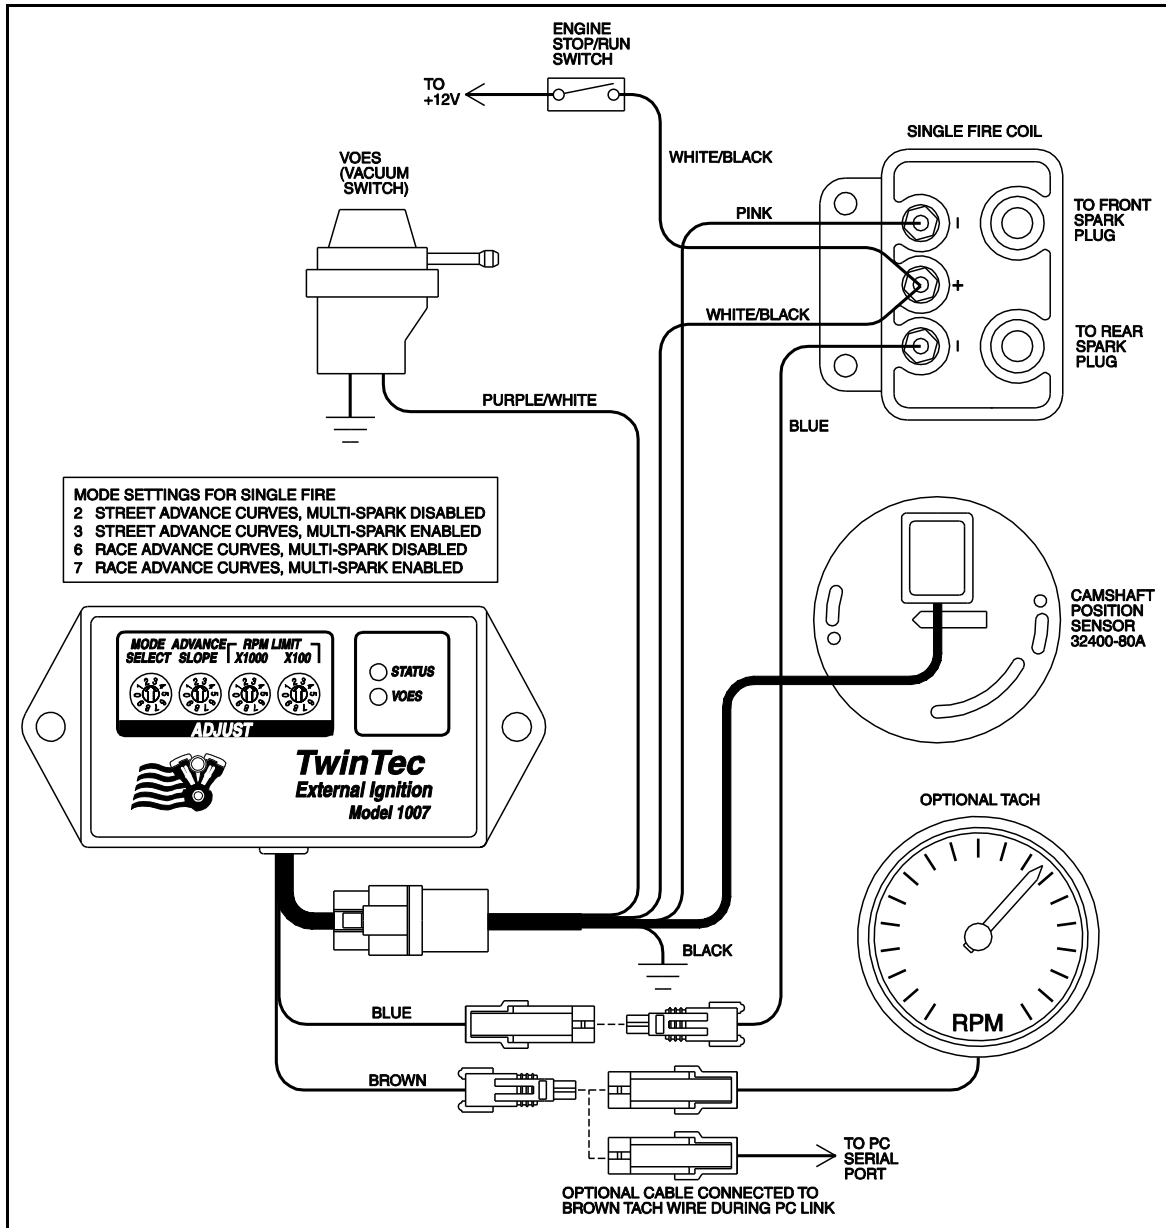 ENGINE
STOP/RUN
SWITCH
TO
+12V
SINGLE FIRE COIL
VOES
(VACUUM
SWITCH)
WHITE/BLACK
PINK
TO FRONT
SPARK
PLUG
+
WHITE/BLACK
TO REAR
SPARK
PLUG
PURPLE/WHITE
BLUE
MODE SETTINGS FOR SINGLE FIRE
2 STREET ADVANCE CURVES, MULTI-SPARK DISABLED
3 STREET ADVANCE CURVES, MULTI-SPARK ENABLED
6 RACE ADVANCE CURVES, MULTI-SPARK DISABLED
7 RACE ADVANCE CURVES, MULTI-SPARK ENABLED
CAMSHAFT
POSITION
SENSOR
32400-80A
MODE ADVANCE RPM LIMIT
SELECT SLOPE X1000 X100
STATUS
VOES
ADJUST
TwinTec
External Ignition
Model 1007
OPTIONAL TACH
RPM
BLACK
BLUE
BROWN
TO PC
SERIAL
PORT
OPTIONAL CABLE CONNECTED TO
BROWN TACH WIRE DURING PC LINK